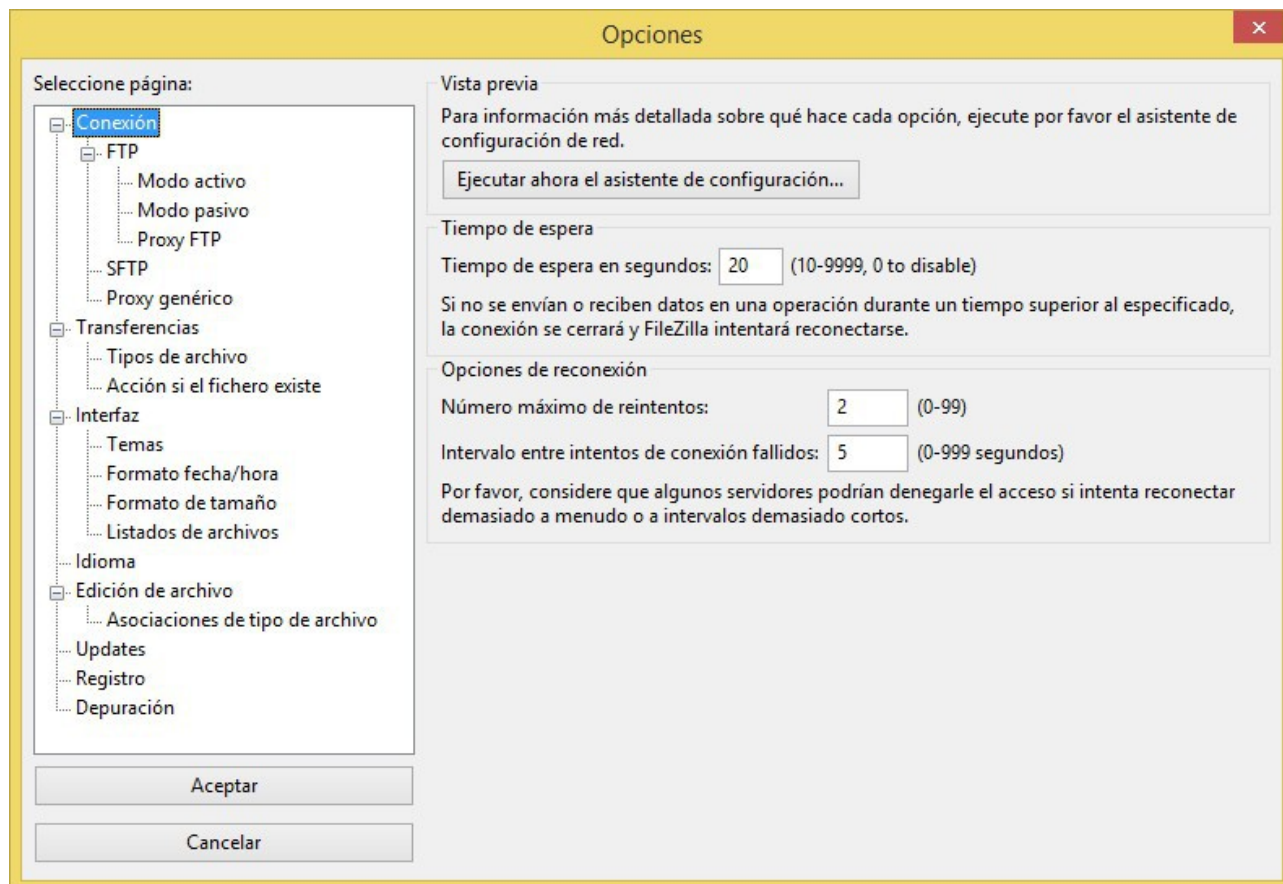 Opciones
Seleccione página:
Conexión
FTP
Modo activo
Modo pasivo
Proxy FTP
SFTP
Proxy genérico
Transferencias
Tipos de archivo
Acción si el fichero existe
Interfaz
Temas
Formato fecha/hora
Formato de tamaño
Listados de archivos
Idioma
Edición de archivo
Asociaciones de tipo de archivo
Updates
Registro
Depuración
Aceptar
Cancelar
Vista previa
Para información más detallada sobre qué hace cada opción, ejecute por favor el asistente de
configuración de red.
Ejecutar ahora el asistente de configuración...
Tiempo de espera
Tiempo de espera en segundos: 20 (10-9999, 0 to disable)
Si no se envían o reciben datos en una operación durante un tiempo superior al especificado,
la conexión se cerrará y FileZilla intentará reconectarse.
Opciones de reconexión
Número máximo de reintentos: 2 (0-99)
Intervalo entre intentos de conexión fallidos: 5 (0-999 segundos)
Por favor, considere que algunos servidores podrían denegarle el acceso si intenta reconectar
demasiado a menudo o a intervalos demasiado cortos.